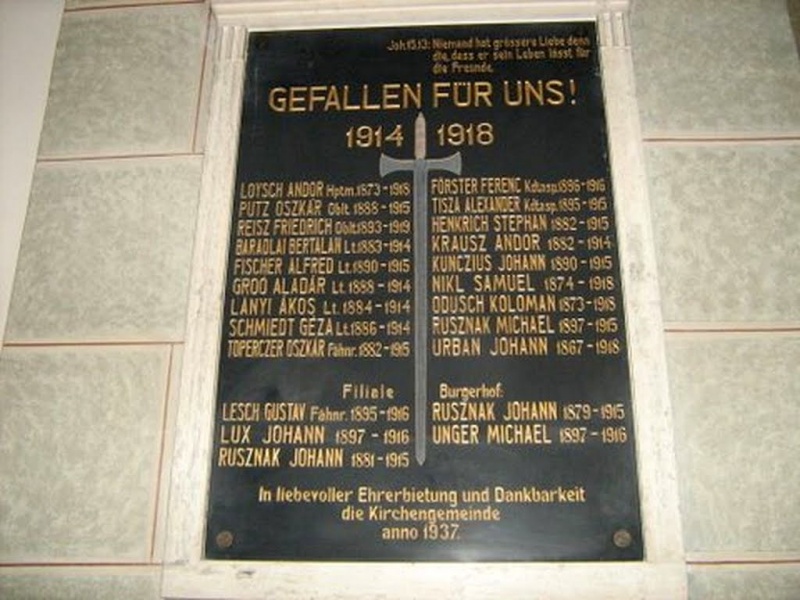 Joh.15,13: Niemand hat grössere Liebe denn
die, dass er sein Leben lässt für
die Freunde.
GEFALLEN FÜR UNS!
1914 1918
LOYSCH ANDOR Hptm. 1873-1918
PUTZ OSZKÁR Oblt. 1888-1915
REISZ FRIEDRICH Oblt. 1893-1919
BARADLAI BERTALAN Lt. 1883-1914
FISCHER ALFRED Lt. 1890-1915
GROO ALADÁR Lt. 1888-1914
LÁNYI ÁKOS Lt. 1884-1914
SCHMIEDT GÉZA Lt. 1886-1914
TOPERCZER OSZKÁR Fähnr. 1882-1915
FÖRSTER FERENC Kdtasp. 1896-1916
TISZA ALEXANDER Kdtasp. 1895-1915
HENKRICH STEPHAN 1882-1915
KRAUSZ ANDOR 1882-1914
KUNCZIUS JOHANN 1890-1915
NIKL SAMUEL 1874-1918
ODUSCH KOLOMAN 1873-1918
RUSZNAK MICHAEL 1897-1915
URBAN JOHANN 1867-1918
Filiale Burgerhof:
LESCH GUSTAV Fähnr. 1895-1916
LUX JOHANN 1897-1916
RUSZNAK JOHANN 1881-1915
RUSZNAK JOHANN 1879-1915
UNGER MICHAEL 1897-1916
In liebevoller Ehrerbietung und Dankbarkeit
die Kirchengemeinde
anno 1937.